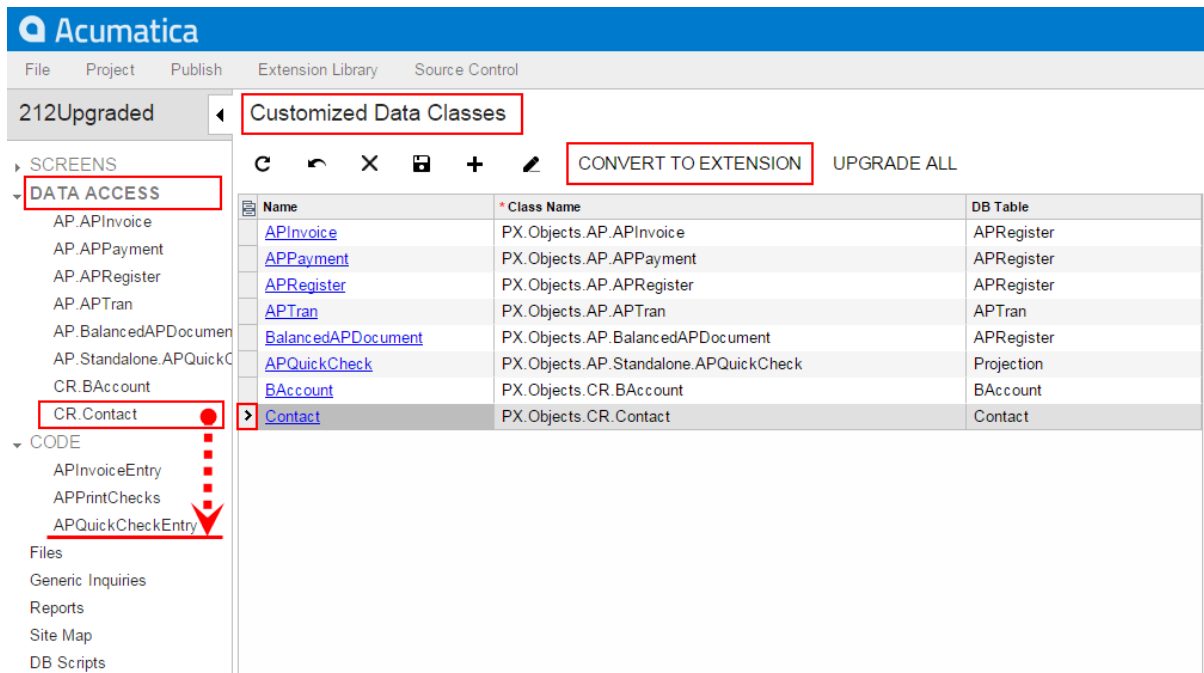 Acumatica
File Project Publish Extension Library Source Control
212Upgraded
Customized Data Classes
CONVERT TO EXTENSION UPGRADE ALL
SCREENS
DATA ACCESS
AP.APInvoice
AP.APPayment
AP.APRegister
AP.APTran
AP.BalancedAPDocumen
AP.Standalone.APQuickC
CR.BAccount
CR.Contact
CODE
APInvoiceEntry
APPrintChecks
APQuickCheckEntry
Files
Generic Inquiries
Reports
Site Map
DB Scripts
Name * Class Name DB Table
APInvoice PX.Objects.AP.APInvoice APRegister
APPayment PX.Objects.AP.APPayment APRegister
APRegister PX.Objects.AP.APRegister APRegister
APTran PX.Objects.AP.APTran APTran
BalancedAPDocument PX.Objects.AP.BalancedAPDocument APRegister
APQuickCheck PX.Objects.AP.Standalone.APQuickCheck Projection
BAccount PX.Objects.CR.BAccount BAccount
Contact PX.Objects.CR.Contact Contact